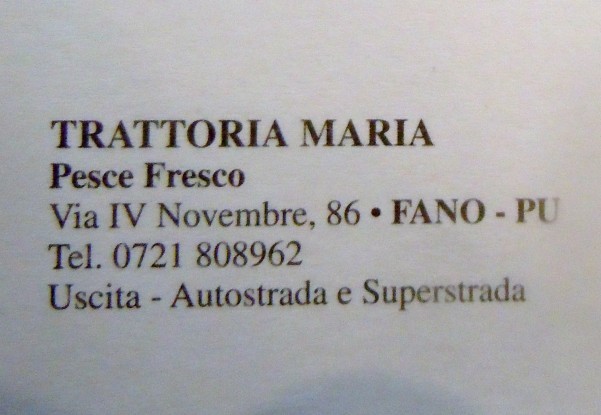 TRATTORIA MARIA
Pesce Fresco
Via IV Novembre, 86 • FANO - PU
Tel. 0721 808962
Uscita - Autostrada e Superstrada